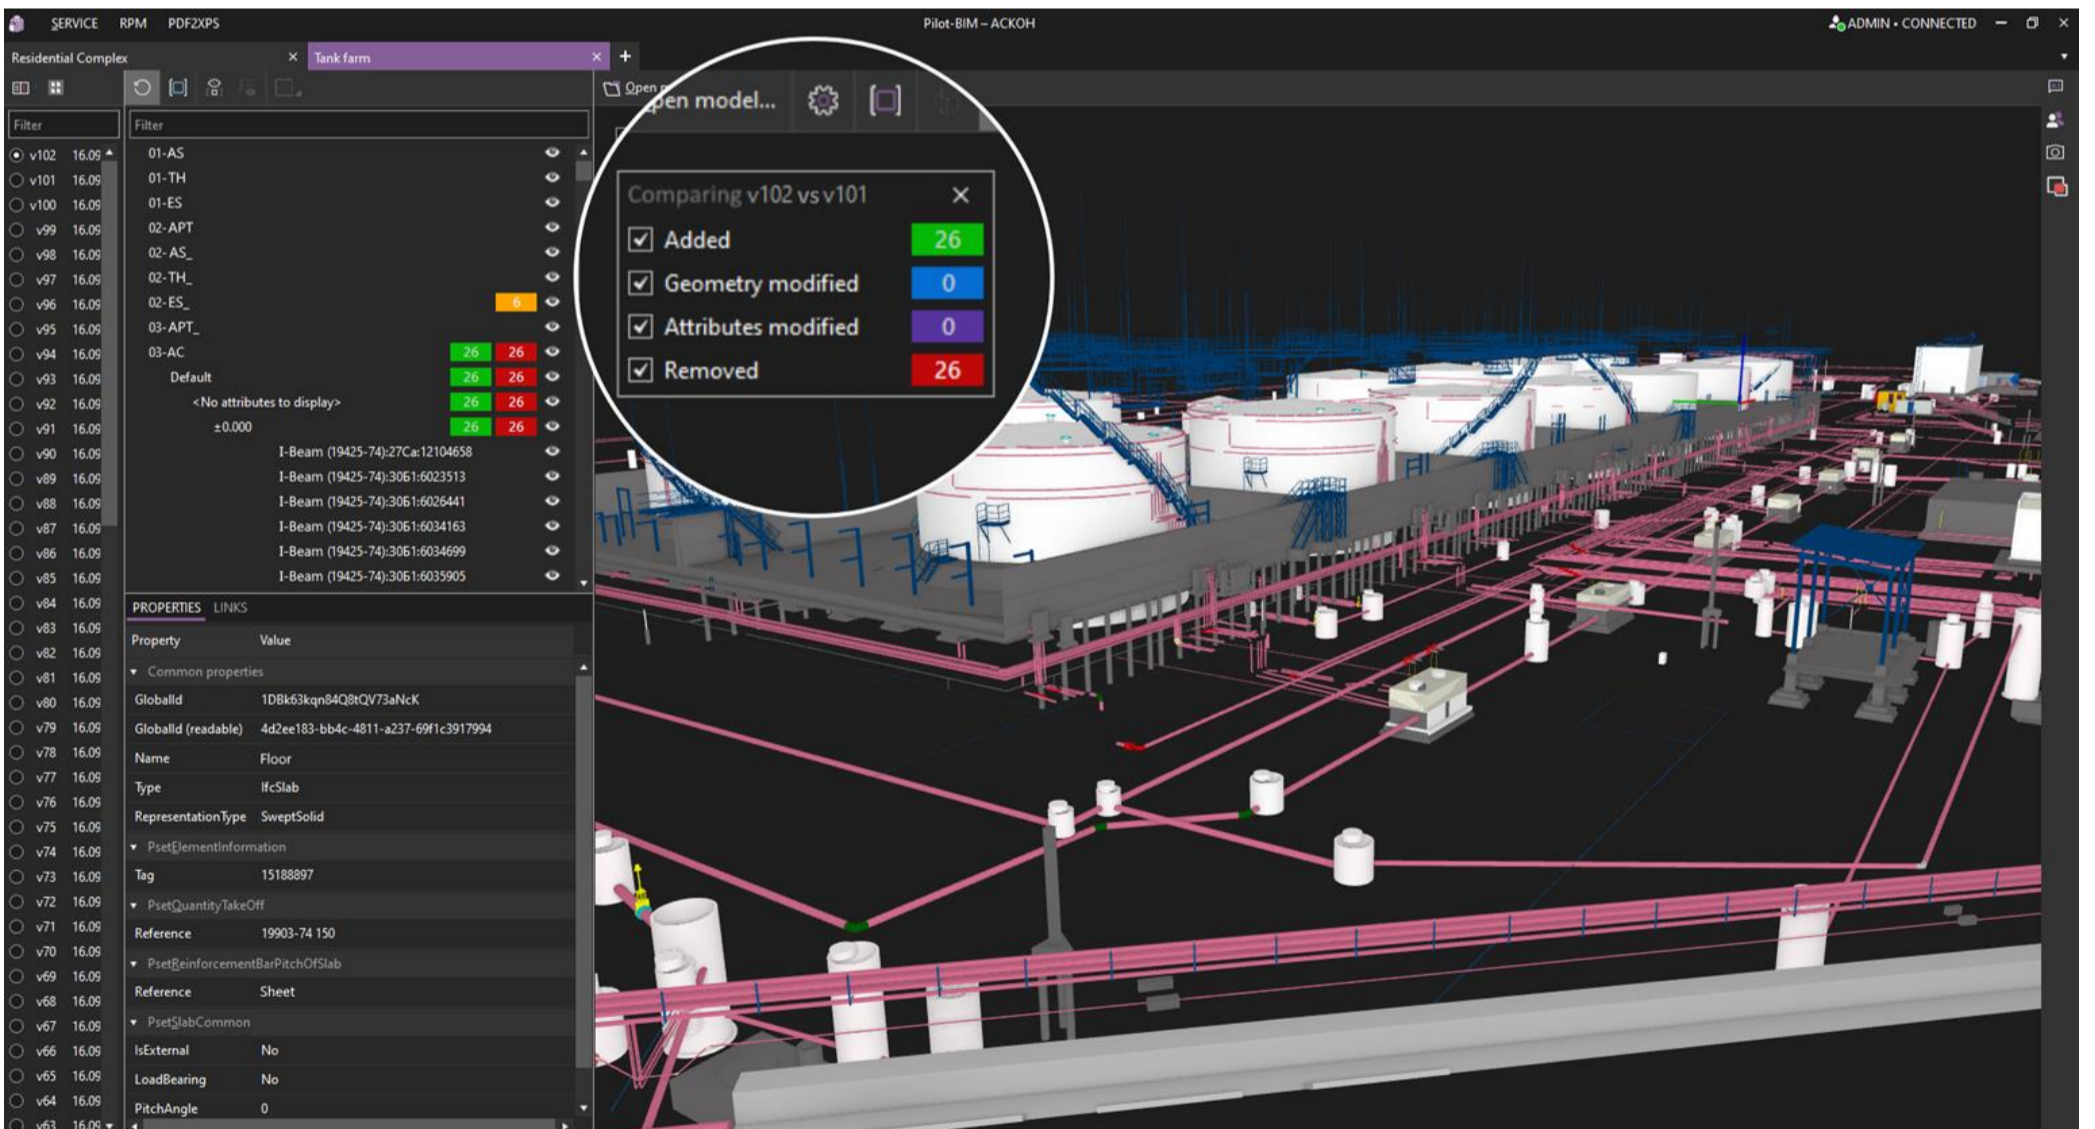 SERVICE RPM PDF2XPS Pilot-BIM – ACKOH ADMIN • CONNECTED
Residential Complex Tank farm
Open
pen model...
Filter Filter
v102 16.09
v101 16.09
v100 16.09
v99 16.09
v98 16.09
v97 16.09
v96 16.09
v95 16.09
v94 16.09
v93 16.09
v92 16.09
v91 16.09
v90 16.09
v89 16.09
v88 16.09
v87 16.09
v86 16.09
v85 16.09
v84 16.09
v83 16.09
v82 16.09
v81 16.09
v80 16.09
v79 16.09
v78 16.09
v77 16.09
v76 16.09
v75 16.09
v74 16.09
v73 16.09
v72 16.09
v71 16.09
v70 16.09
v69 16.09
v68 16.09
v67 16.09
v66 16.09
v65 16.09
v64 16.09
v63 16.09
01-AS
01-TH
01-ES
02-APT
02-AS_
02-TH_
02-ES_ 6
03-APT_
03-AC 26 26
Default 26 26
<No attributes to display> 26 26
±0.000 26 26
I-Beam (19425-74):27Ca:12104658
I-Beam (19425-74):30Б1:6023513
I-Beam (19425-74):30Б1:6026441
I-Beam (19425-74):30Б1:6034163
I-Beam (19425-74):30Б1:6034699
I-Beam (19425-74):30Б1:6035905
Comparing v102 vs v101
Added 26
Geometry modified 0
Attributes modified 0
Removed 26
PROPERTIES LINKS
Property Value
Common properties
GlobalId 1DBk63kqn84Q8tQV73aNcK
GlobalId (readable) 4d2ee183-bb4c-4811-a237-69f1c3917994
Name Floor
Type IfcSlab
RepresentationType SweptSolid
PsetElementInformation
Tag 15188897
PsetQuantityTakeOff
Reference 19903-74 150
PsetReinforcementBarPitchOfSlab
Reference Sheet
PsetSlabCommon
IsExternal No
LoadBearing No
PitchAngle 0